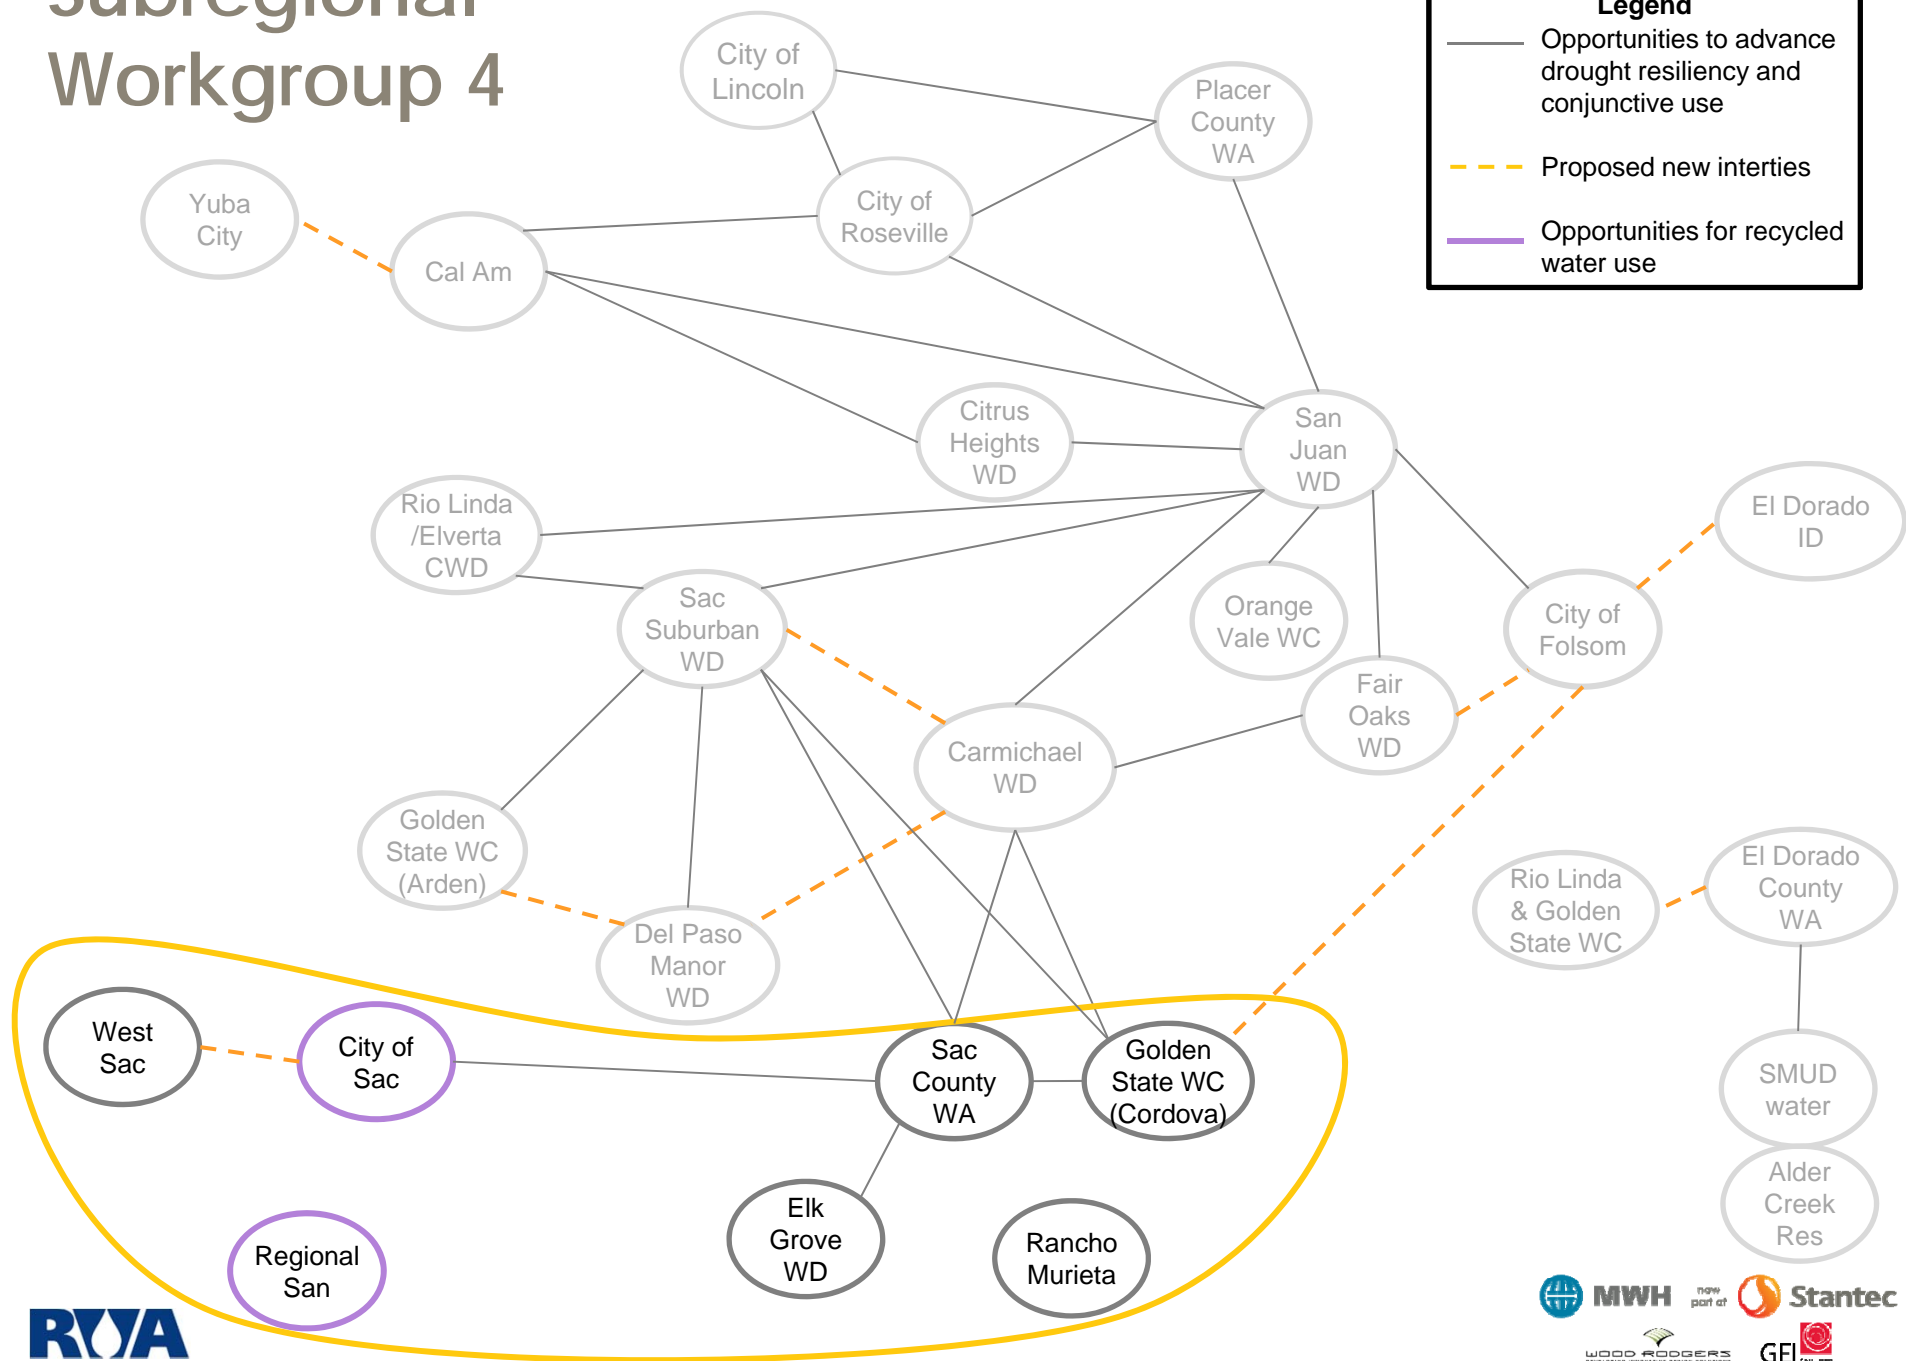 Subregional
Workgroup 4
Legend
Opportunities to advance
drought resiliency and
conjunctive use
Proposed new interties
Opportunities for recycled
water use
City of
Lincoln
Placer
County
WA
Yuba
City
City of
Roseville
Cal Am
Citrus
Heights
WD
San
Juan
WD
Rio Linda
/Elverta
CWD
El Dorado
ID
Sac
Suburban
WD
Orange
Vale WC
City of
Folsom
Fair
Oaks
WD
Carmichael
WD
Golden
State WC
(Arden)
Del Paso
Manor
WD
Rio Linda
& Golden
State WC
El Dorado
County
WA
West
Sac
City of
Sac
Sac
County
WA
Golden
State WC
(Cordova)
SMUD
water
Alder
Creek
Res
Elk
Grove
WD
Rancho
Murieta
Regional
San
RWA
MWH now part of Stantec
WOOD RODGERS
GEI